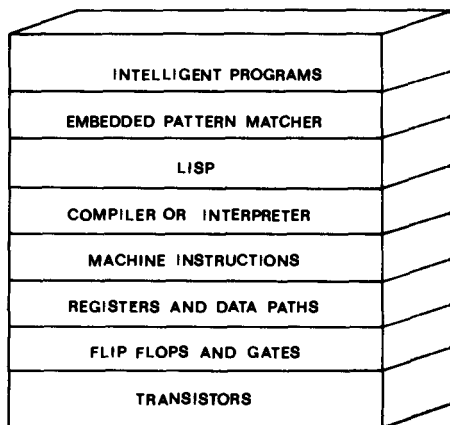 INTELLIGENT PROGRAMS
EMBEDDED PATTERN MATCHER
LISP
COMPILER OR INTERPRETER
MACHINE INSTRUCTIONS
REGISTERS AND DATA PATHS
FLIP FLOPS AND GATES
TRANSISTORS